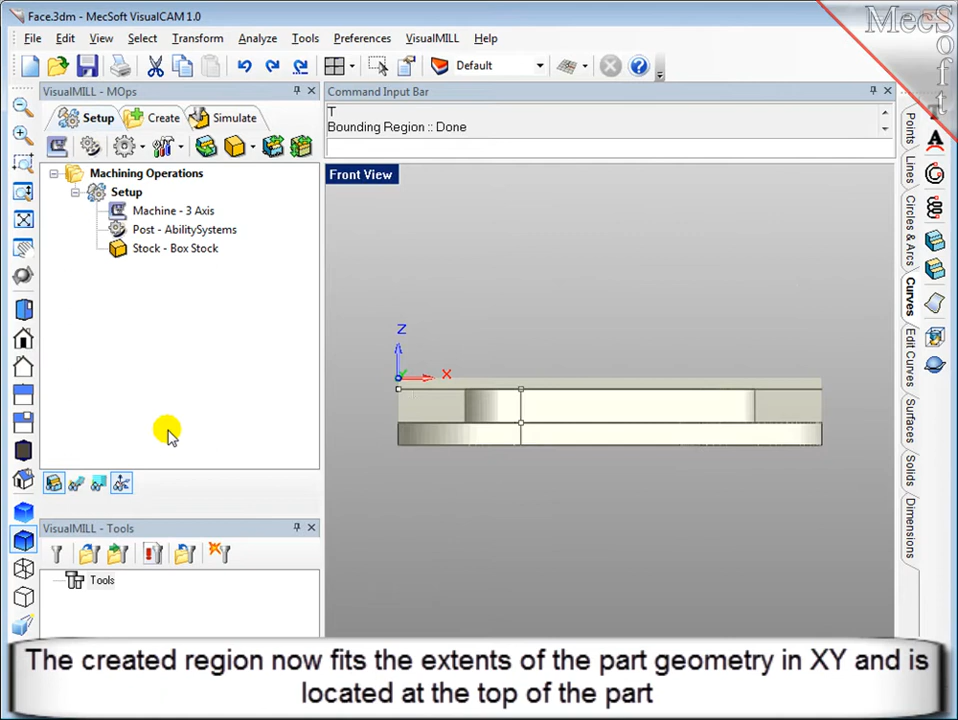 Face.3dm - MecSoft VisualCAM 1.0
MecSoft
File Edit View Select Transform Analyze Tools Preferences VisualMILL Help
Default
VisualMILL - MOps
Command Input Bar
Setup Create Simulate
T
Bounding Region :: Done
Machining Operations
Setup
Machine - 3 Axis
Post - AbilitySystems
Stock - Box Stock
Front View
Z
X
Points
Lines
Circles & Arcs
Curves
Edit Curves
Surfaces
Solids
Dimensions
VisualMILL - Tools
Tools
The created region now fits the extents of the part geometry in XY and is
located at the top of the part